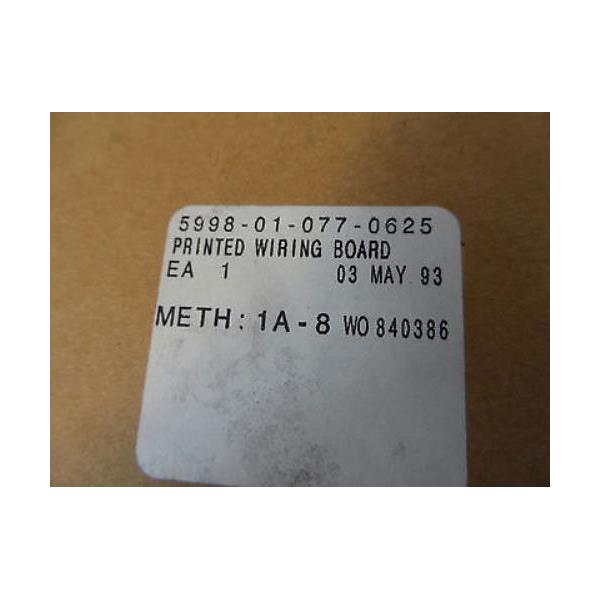 5998-01-077-0625
PRINTED WIRING BOARD
EA 1 03 MAY 93
METH: 1A-8 WO 840386